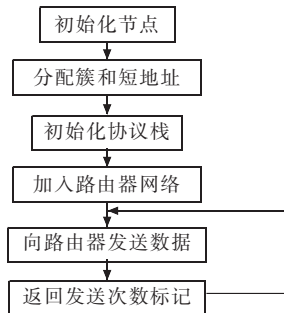 初始化节点
分配簇和短地址
初始化协议栈
加入路由器网络
向路由器发送数据
返回发送次数标记